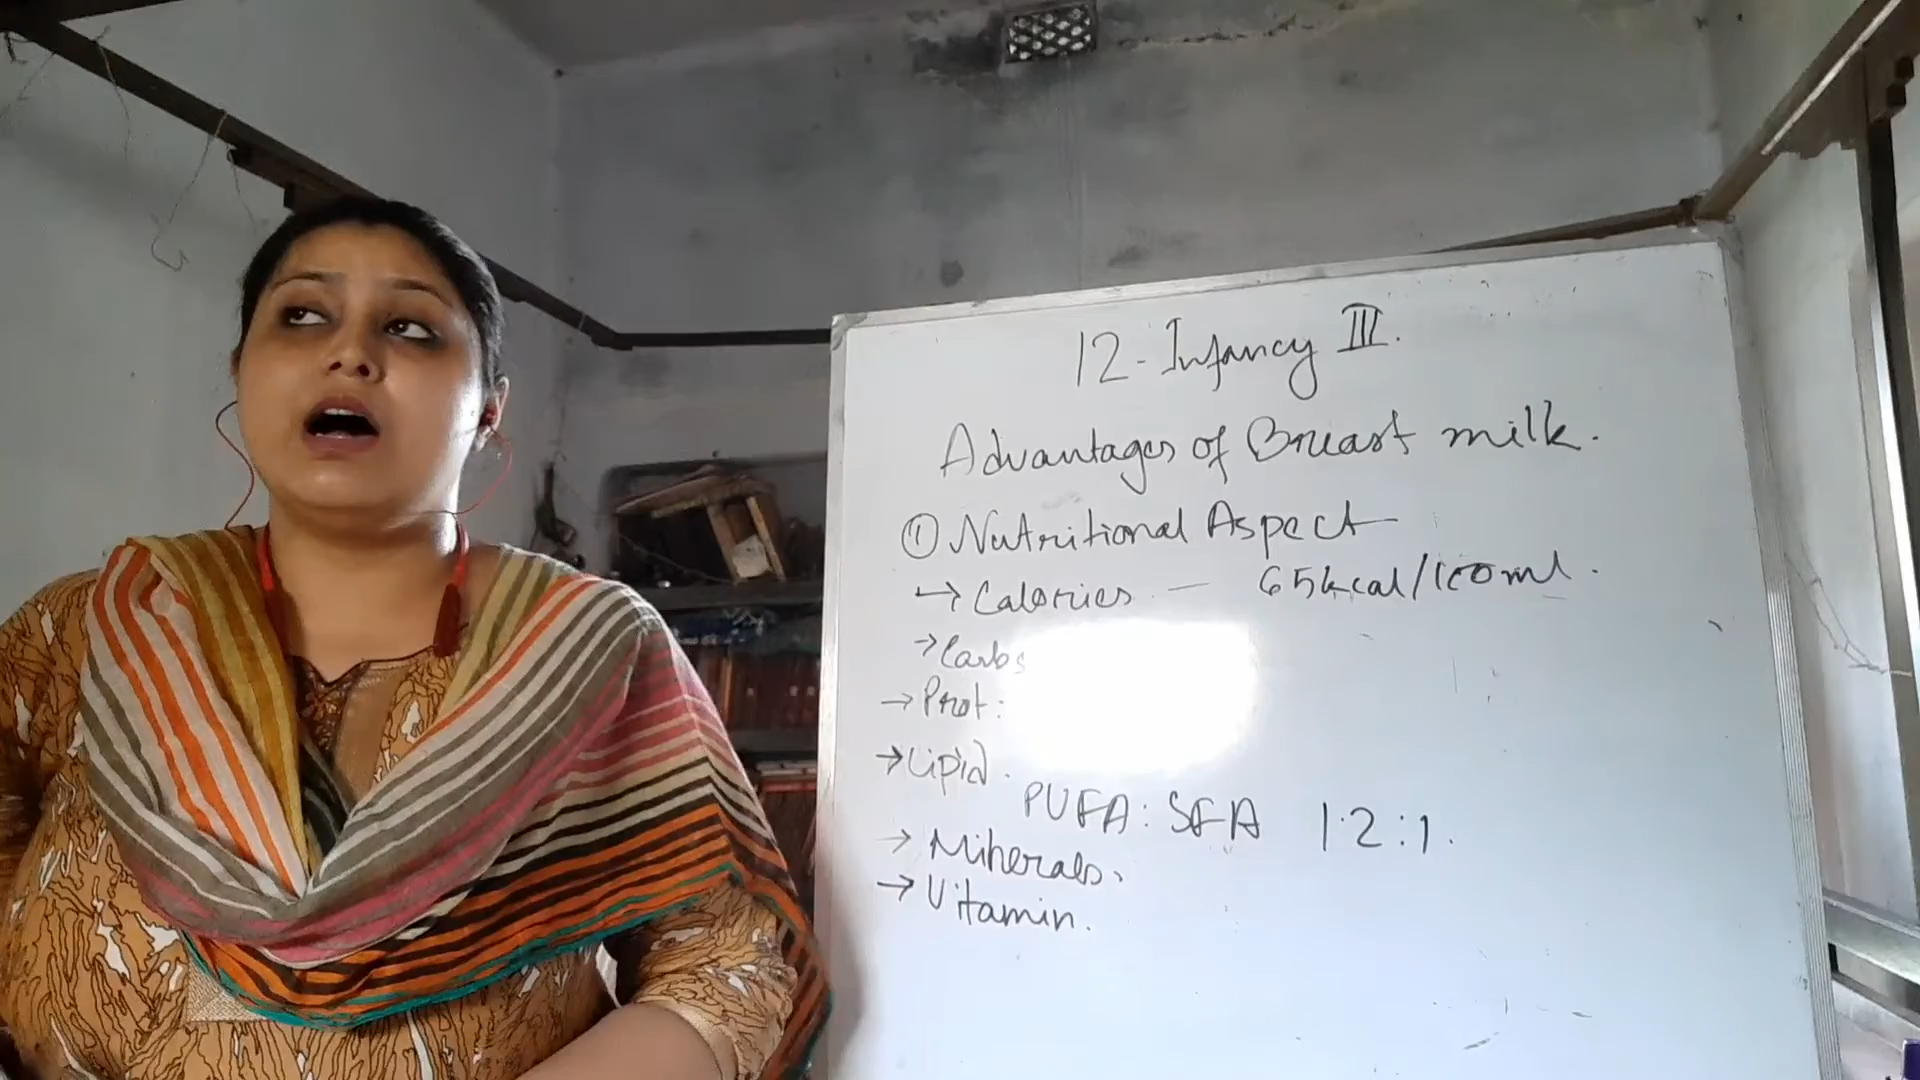 12 - Infancy III.
Advantages of Breast milk.
① Nutritional Aspect
→ Calories — 65kcal/100ml.
→ Carbs
→ Prot:
→ Lipid.
PUFA: SFA 1.2:1.
→ Minerals.
→ Vitamin.